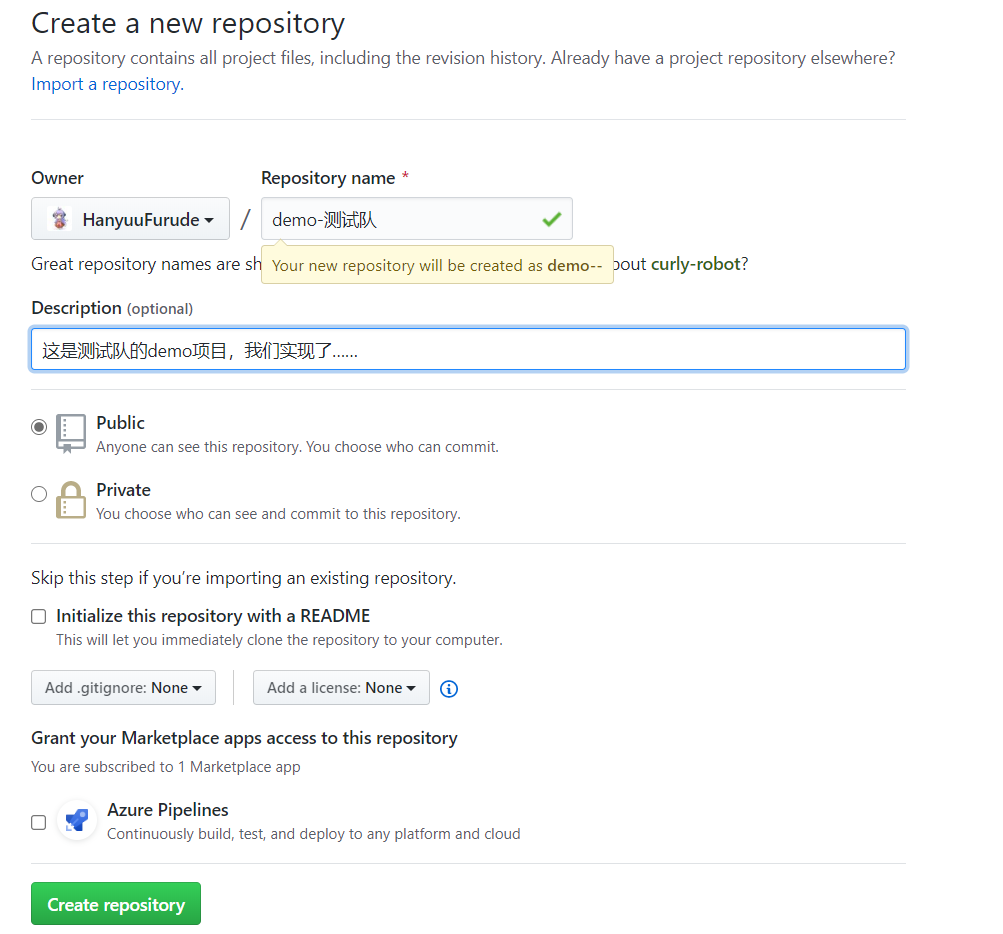 Create a new repository
A repository contains all project files, including the revision history. Already have a project repository elsewhere?
Import a repository.
Owner
Repository name *
HanyuuFurude
/
demo-测试队
Great repository names are sh
Your new repository will be created as demo--
bout curly-robot?
Description (optional)
这是测试队的demo项目，我们实现了......
Public
Anyone can see this repository. You choose who can commit.
Private
You choose who can see and commit to this repository.
Skip this step if you’re importing an existing repository.
Initialize this repository with a README
This will let you immediately clone the repository to your computer.
Add .gitignore: None
Add a license: None
Grant your Marketplace apps access to this repository
You are subscribed to 1 Marketplace app
Azure Pipelines
Continuously build, test, and deploy to any platform and cloud
Create repository